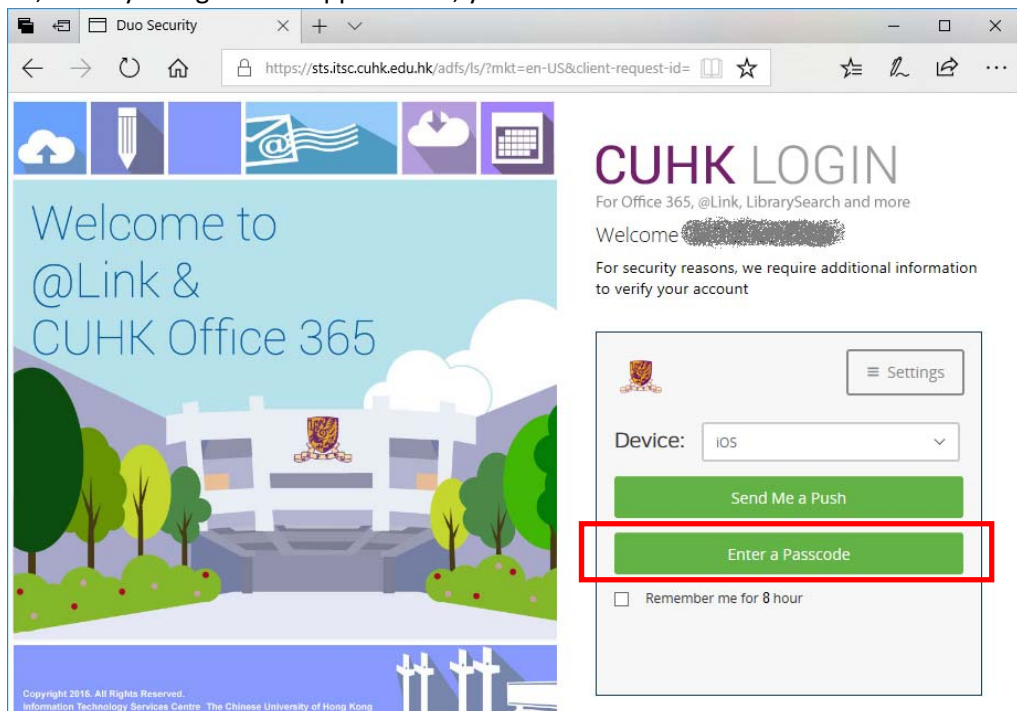 Duo Security
https://sts.itsc.cuhk.edu.hk/adfs/ls/?mkt=en-US&client-request-id=
Welcome to
@Link &
CUHK Office 365
Copyright 2015. All Rights Reserved.
Information Technology Services Centre The Chinese University of Hong Kong
CUHK LOGIN
For Office 365, @Link, LibrarySearch and more
Welcome
For security reasons, we require additional information
to verify your account
Settings
Device: iOS
Send Me a Push
Enter a Passcode
Remember me for 8 hour